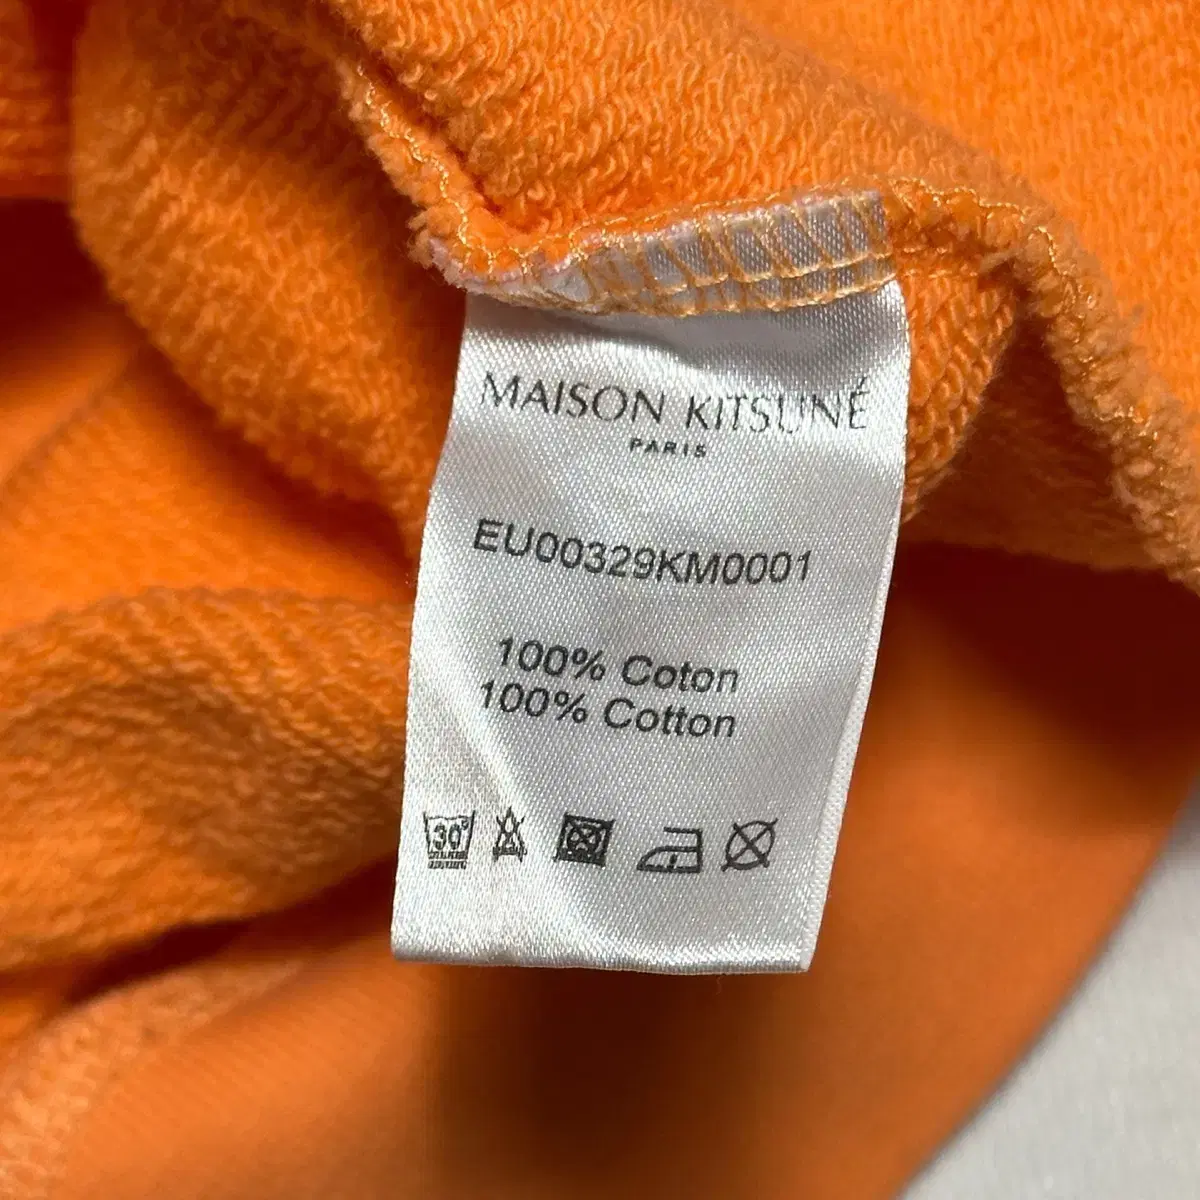 MAISON KITSUNÉ
PARIS
EU00329KM0001
100% Coton
100% Cotton
30°